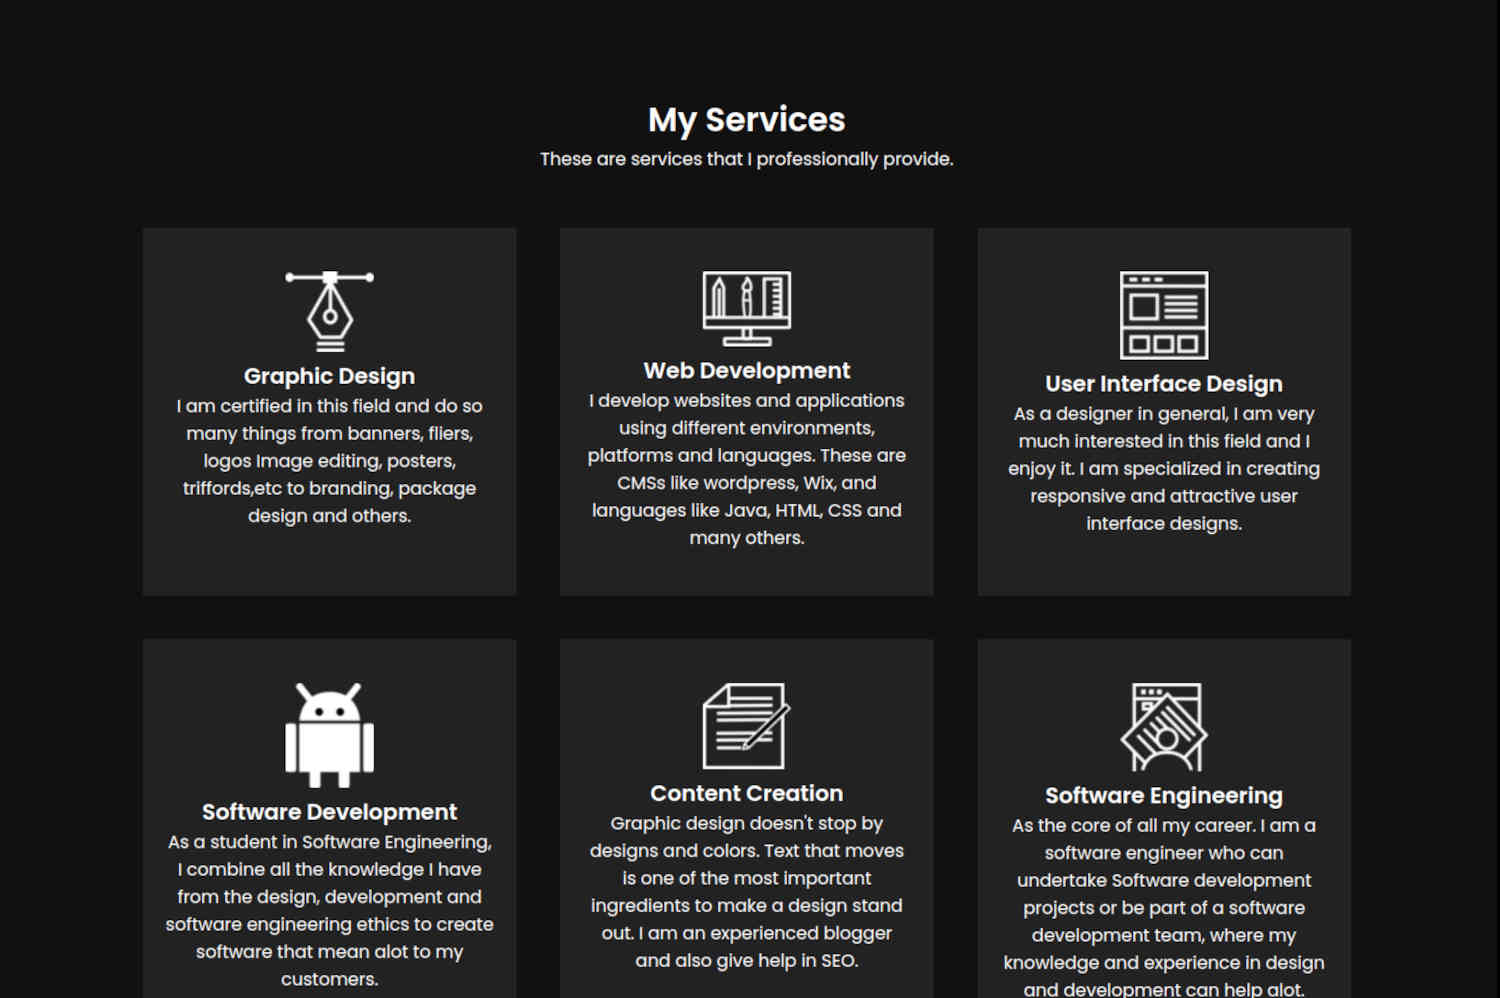 My Services
These are services that I professionally provide.
Graphic Design
I am certified in this field and do so
many things from banners, fliers,
logos Image editing, posters,
triffords,etc to branding, package
design and others.
Web Development
I develop websites and applications
using different environments,
platforms and languages. These are
CMSs like wordpress, Wix, and
languages like Java, HTML, CSS and
many others.
User Interface Design
As a designer in general, I am very
much interested in this field and I
enjoy it. I am specialized in creating
responsive and attractive user
interface designs.
Software Development
As a student in Software Engineering,
I combine all the knowledge I have
from the design, development and
software engineering ethics to create
software that mean alot to my
customers.
Content Creation
Graphic design doesn't stop by
designs and colors. Text that moves
is one of the most important
ingredients to make a design stand
out. I am an experienced blogger
and also give help in SEO.
Software Engineering
As the core of all my career. I am a
software engineer who can
undertake Software development
projects or be part of a software
development team, where my
knowledge and experience in design
and development can help alot.